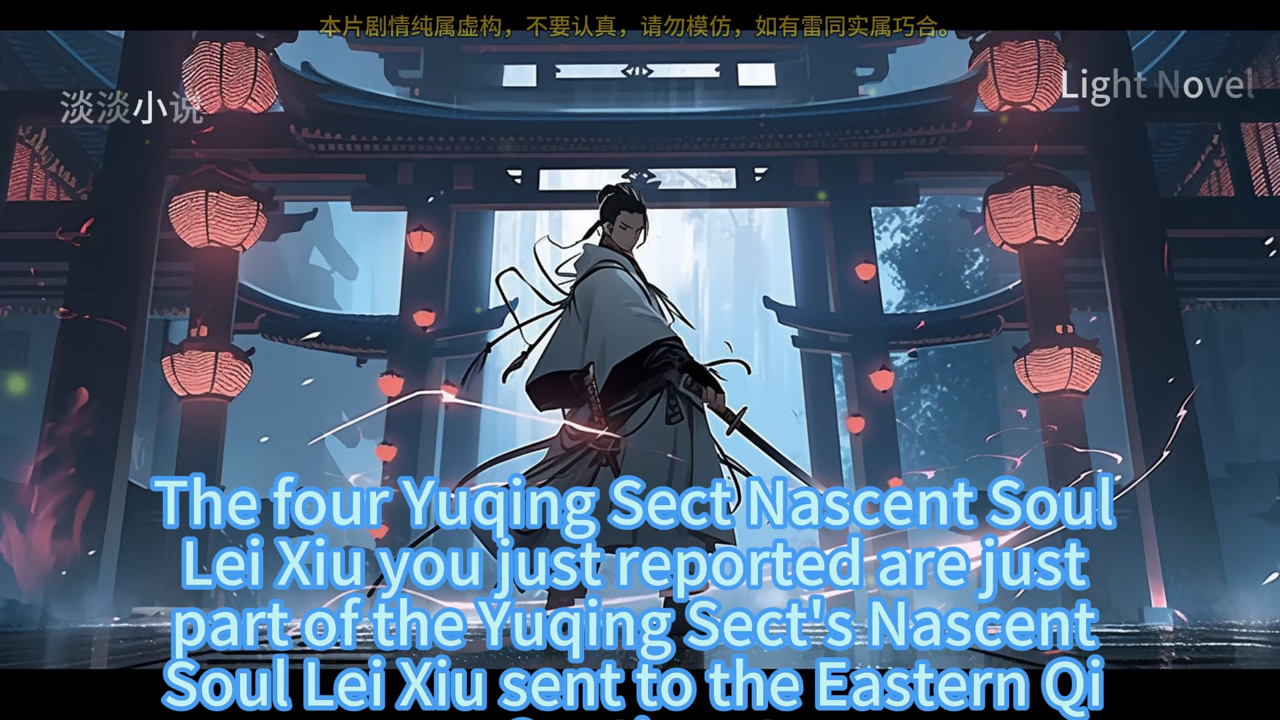 本片剧情纯属虚构，不要认真，请勿模仿，如有雷同实属巧合。
淡淡小说
Light Novel
The four Yuqing Sect Nascent Soul
Lei Xiu you just reported are just
part of the Yuqing Sect's Nascent
Soul Lei Xiu sent to the Eastern Qi